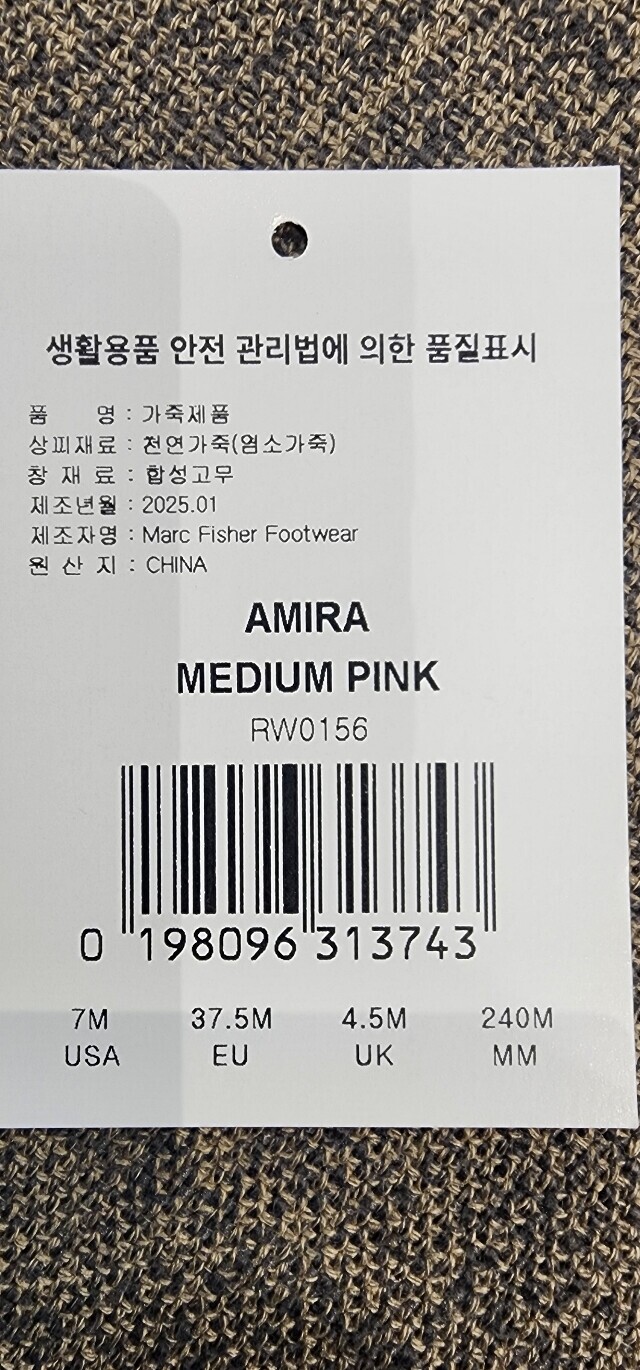 생활용품 안전 관리법에 의한 품질표시
품 명 : 가죽제품
상피재료 : 천연가죽(염소가죽)
창 재 료 : 합성고무
제조년월 : 2025.01
제조자명 : Marc Fisher Footwear
원 산 지 : CHINA
AMIRA
MEDIUM PINK
RW0156
0 198096 313743
7M 37.5M 4.5M 240M
USA EU UK MM